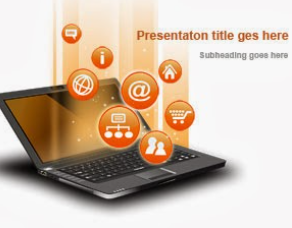 Presentaton title ges here
Subheading goes here
@
i